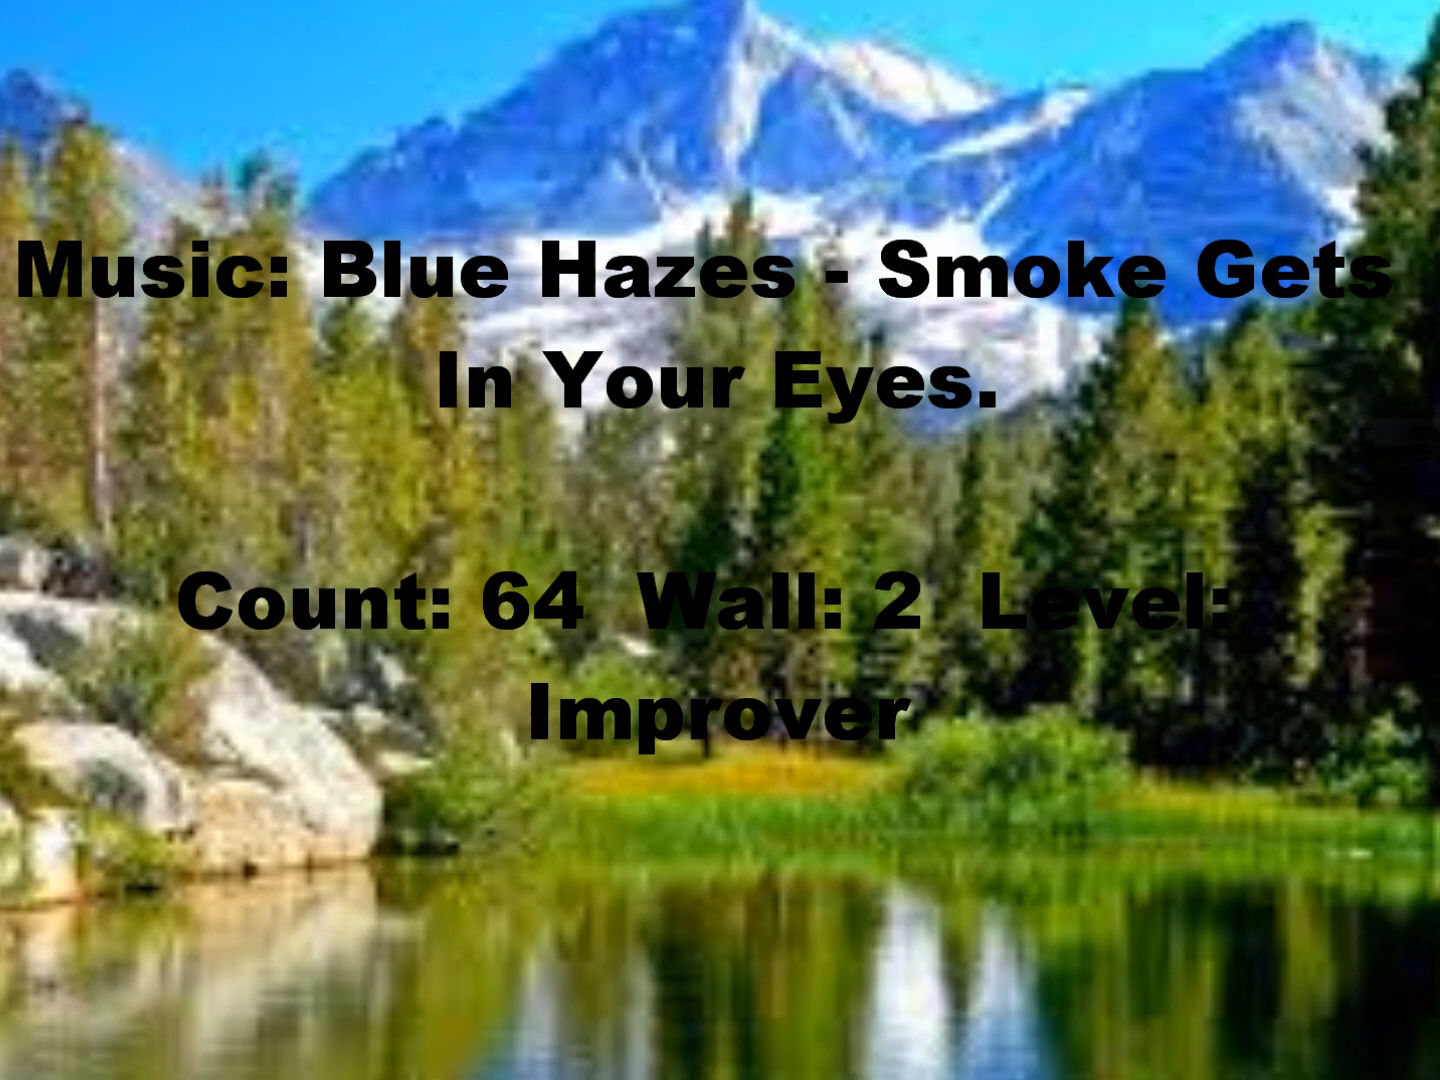 Music: Blue Hazes - Smoke Gets
In Your Eyes.
Count: 64  Wall: 2  Level:
Improver